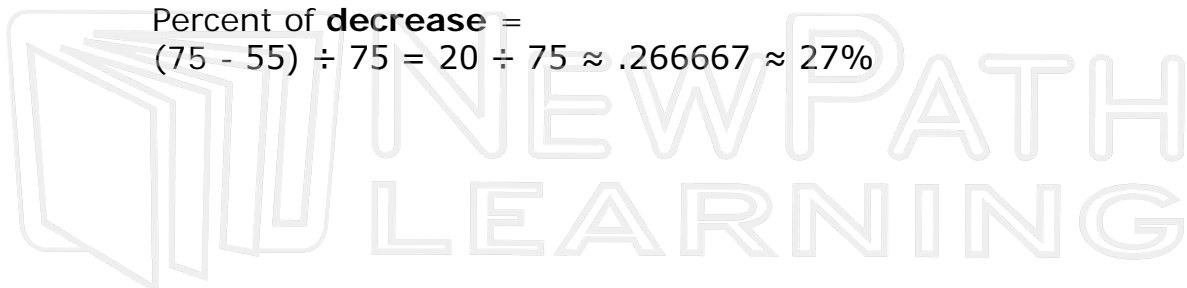 Percent of decrease =
(75 - 55) ÷ 75 = 20 ÷ 75 ≈ .266667 ≈ 27%
NEWPATH
LEARNING